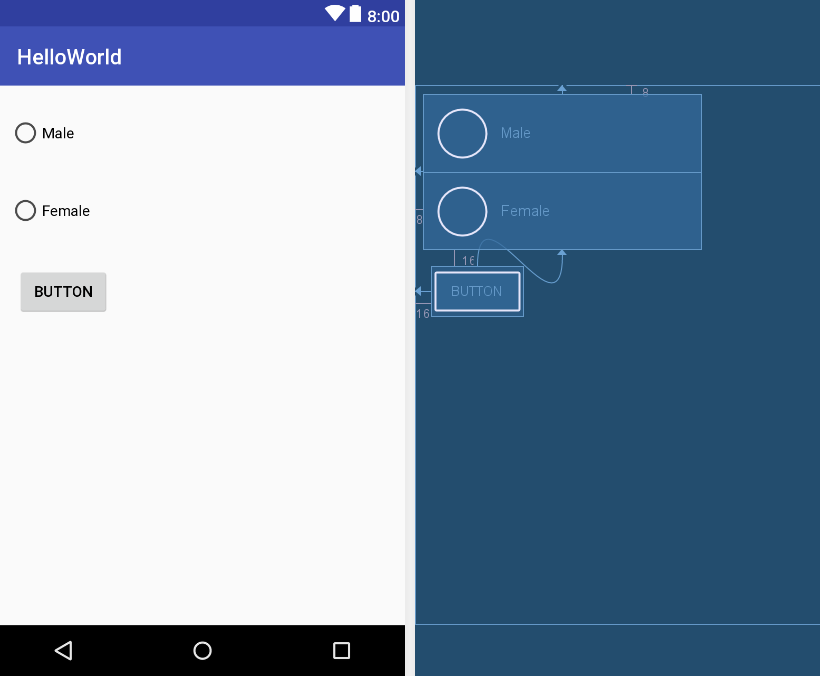 8:00
HelloWorld
Male
Female
BUTTON
8
Male
Female
8
16
BUTTON
16